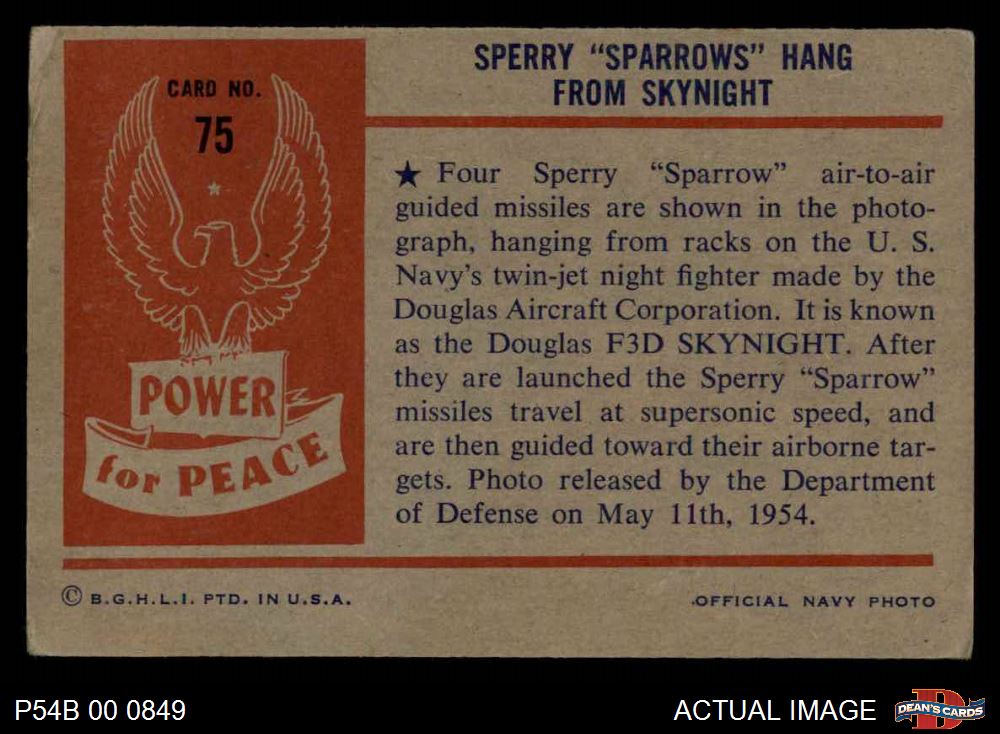 CARD NO.
75
POWER
for PEACE
SPERRY “SPARROWS” HANG
FROM SKYNIGHT
★ Four Sperry “Sparrow” air-to-air
guided missiles are shown in the photo-
graph, hanging from racks on the U. S.
Navy’s twin-jet night fighter made by the
Douglas Aircraft Corporation. It is known
as the Douglas F3D SKYNIGHT. After
they are launched the Sperry “Sparrow”
missiles travel at supersonic speed, and
are then guided toward their airborne tar-
gets. Photo released by the Department
of Defense on May 11th, 1954.
© B.G.H.L.I. PTD. IN U.S.A.
OFFICIAL NAVY PHOTO
P54B 00 0849
ACTUAL IMAGE
DEAN'S CARDS